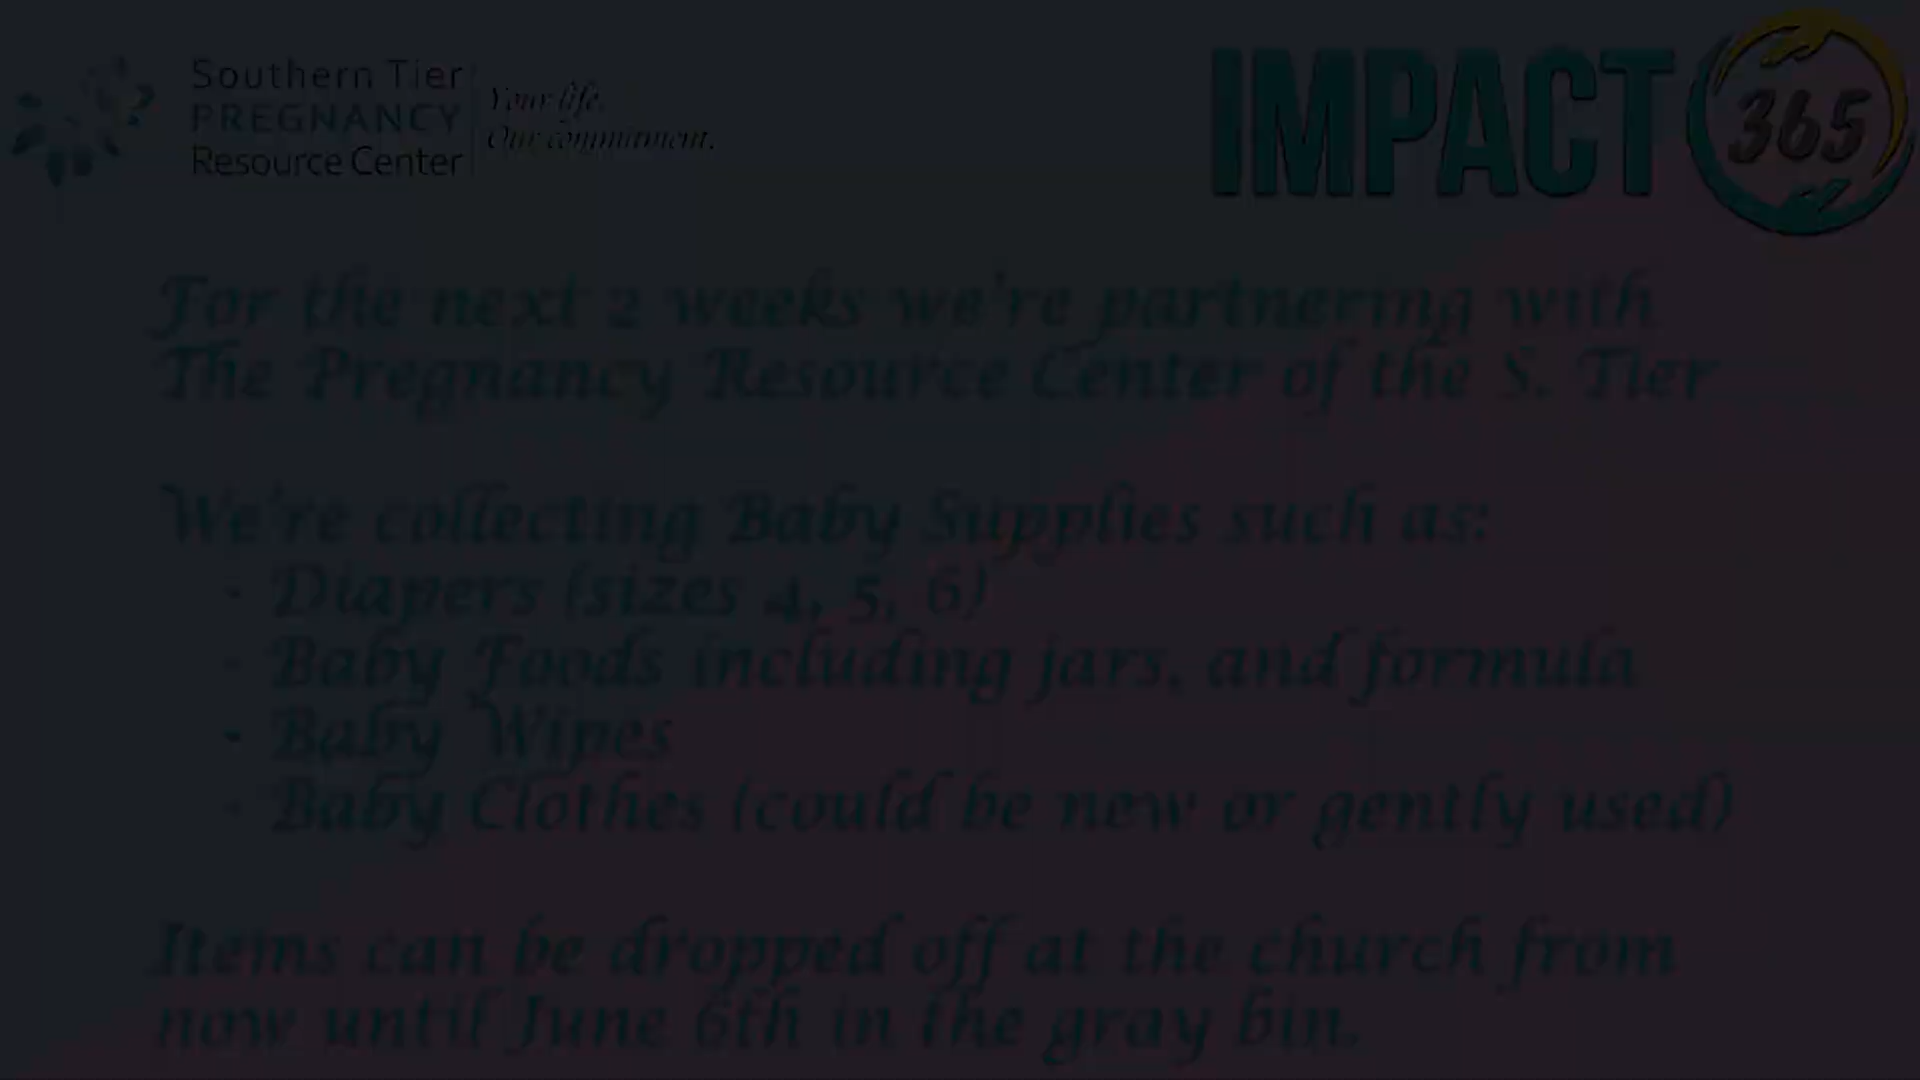 Southern Tier
PREGNANCY
Resource Center
Your life.
Our commitment.
IMPACT
365
For the next 2 weeks we're partnering with
The Pregnancy Resource Center of the S. Tier
We're collecting Baby Supplies such as:
- Diapers (sizes 4, 5, 6)
- Baby Foods including jars, and formula
- Baby Wipes
- Baby Clothes (could be new or gently used)
Items can be dropped off at the church from
now until June 6th in the gray bin.